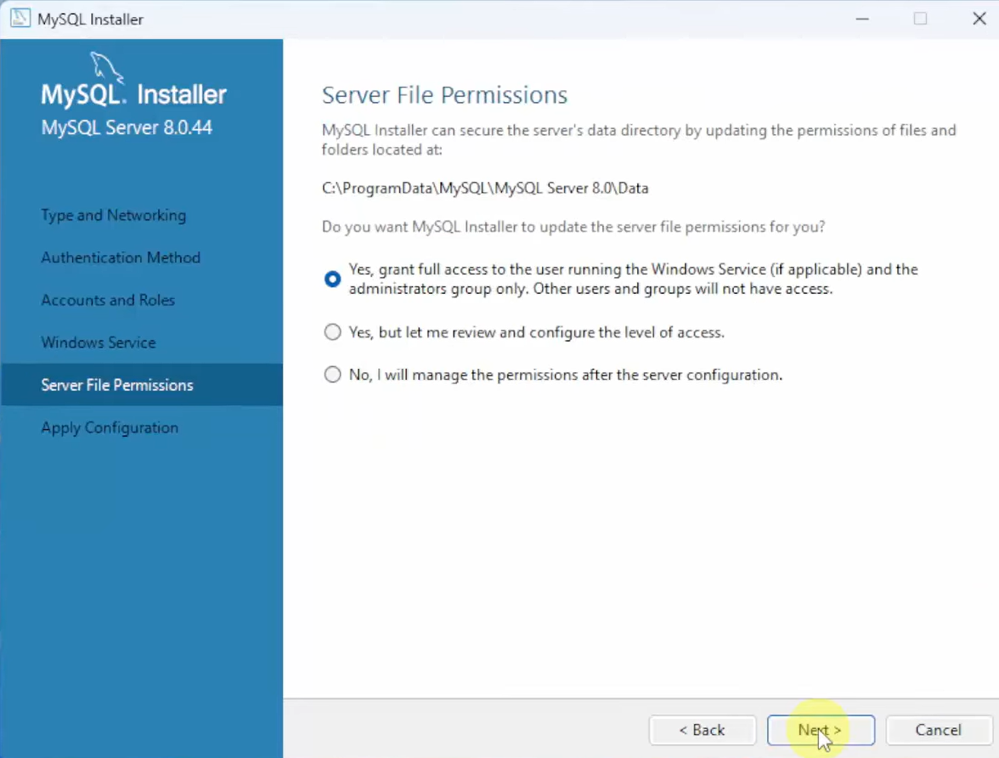 MySQL Installer
MySQL. Installer
MySQL Server 8.0.44
Type and Networking
Authentication Method
Accounts and Roles
Windows Service
Server File Permissions
Apply Configuration
Server File Permissions
MySQL Installer can secure the server's data directory by updating the permissions of files and
folders located at:
C:\ProgramData\MySQL\MySQL Server 8.0\Data
Do you want MySQL Installer to update the server file permissions for you?
Yes, grant full access to the user running the Windows Service (if applicable) and the
administrators group only. Other users and groups will not have access.
Yes, but let me review and configure the level of access.
No, I will manage the permissions after the server configuration.
< Back
Next >
Cancel